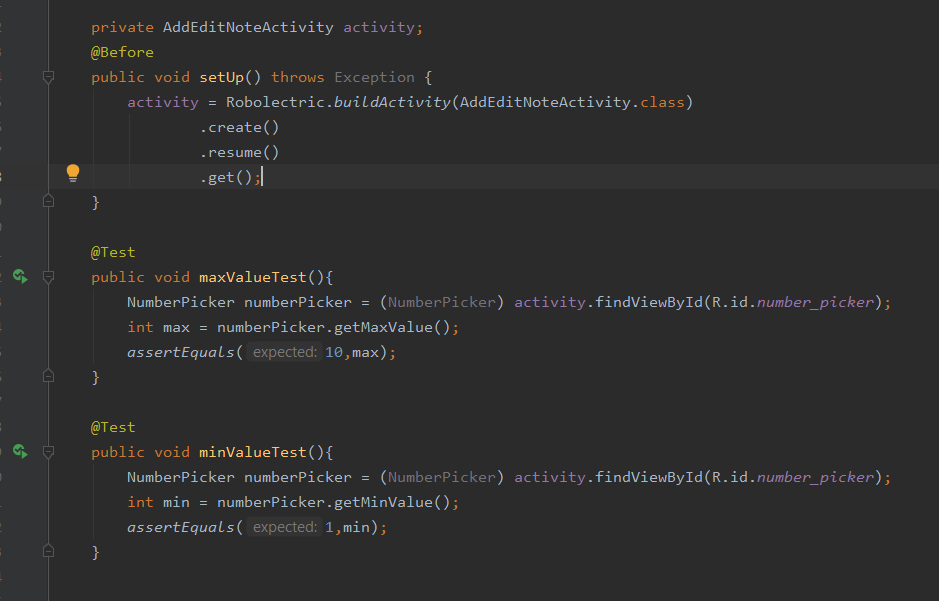 private AddEditNoteActivity activity;
@Before
public void setUp() throws Exception {
activity = Robolectric.buildActivity(AddEditNoteActivity.class)
.create()
.resume()
.get();
}
@Test
public void maxValueTest(){
NumberPicker numberPicker = (NumberPicker) activity.findViewById(R.id.number_picker);
int max = numberPicker.getMaxValue();
assertEquals( expected: 10,max);
}
@Test
public void minValueTest(){
NumberPicker numberPicker = (NumberPicker) activity.findViewById(R.id.number_picker);
int min = numberPicker.getMinValue();
assertEquals( expected: 1,min);
}